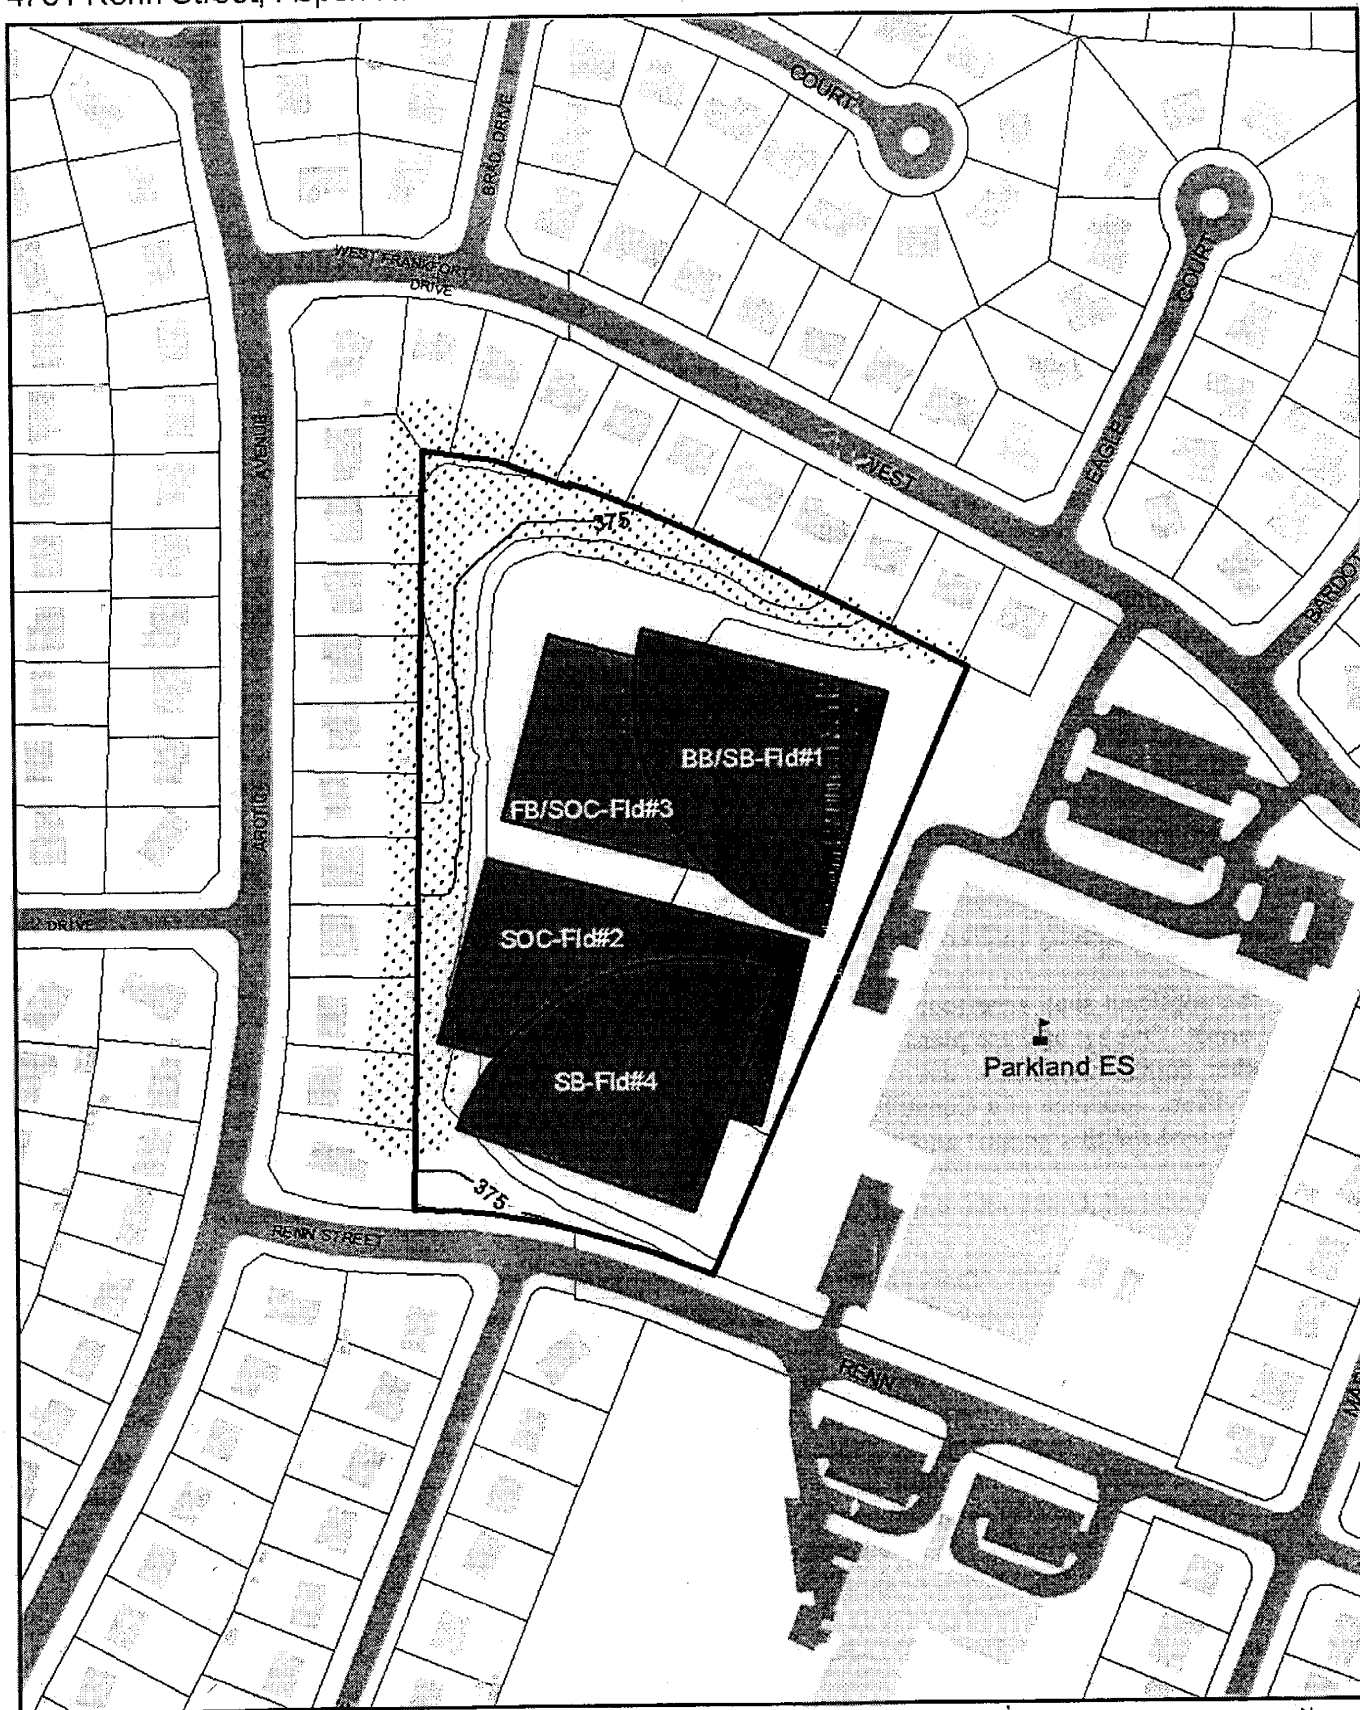 COURT
BRAD DRIVE
WEST FRANKFORT
DRIVE
COURT
AVENUE
EAGLE
WEST
375
BB/SB-Fld#1
FB/SOC-Fld#3
ARCTIC
DRIVE
SOC-Fld#2
Parkland ES
SB-Fld#4
375
RENN STREET
RENN